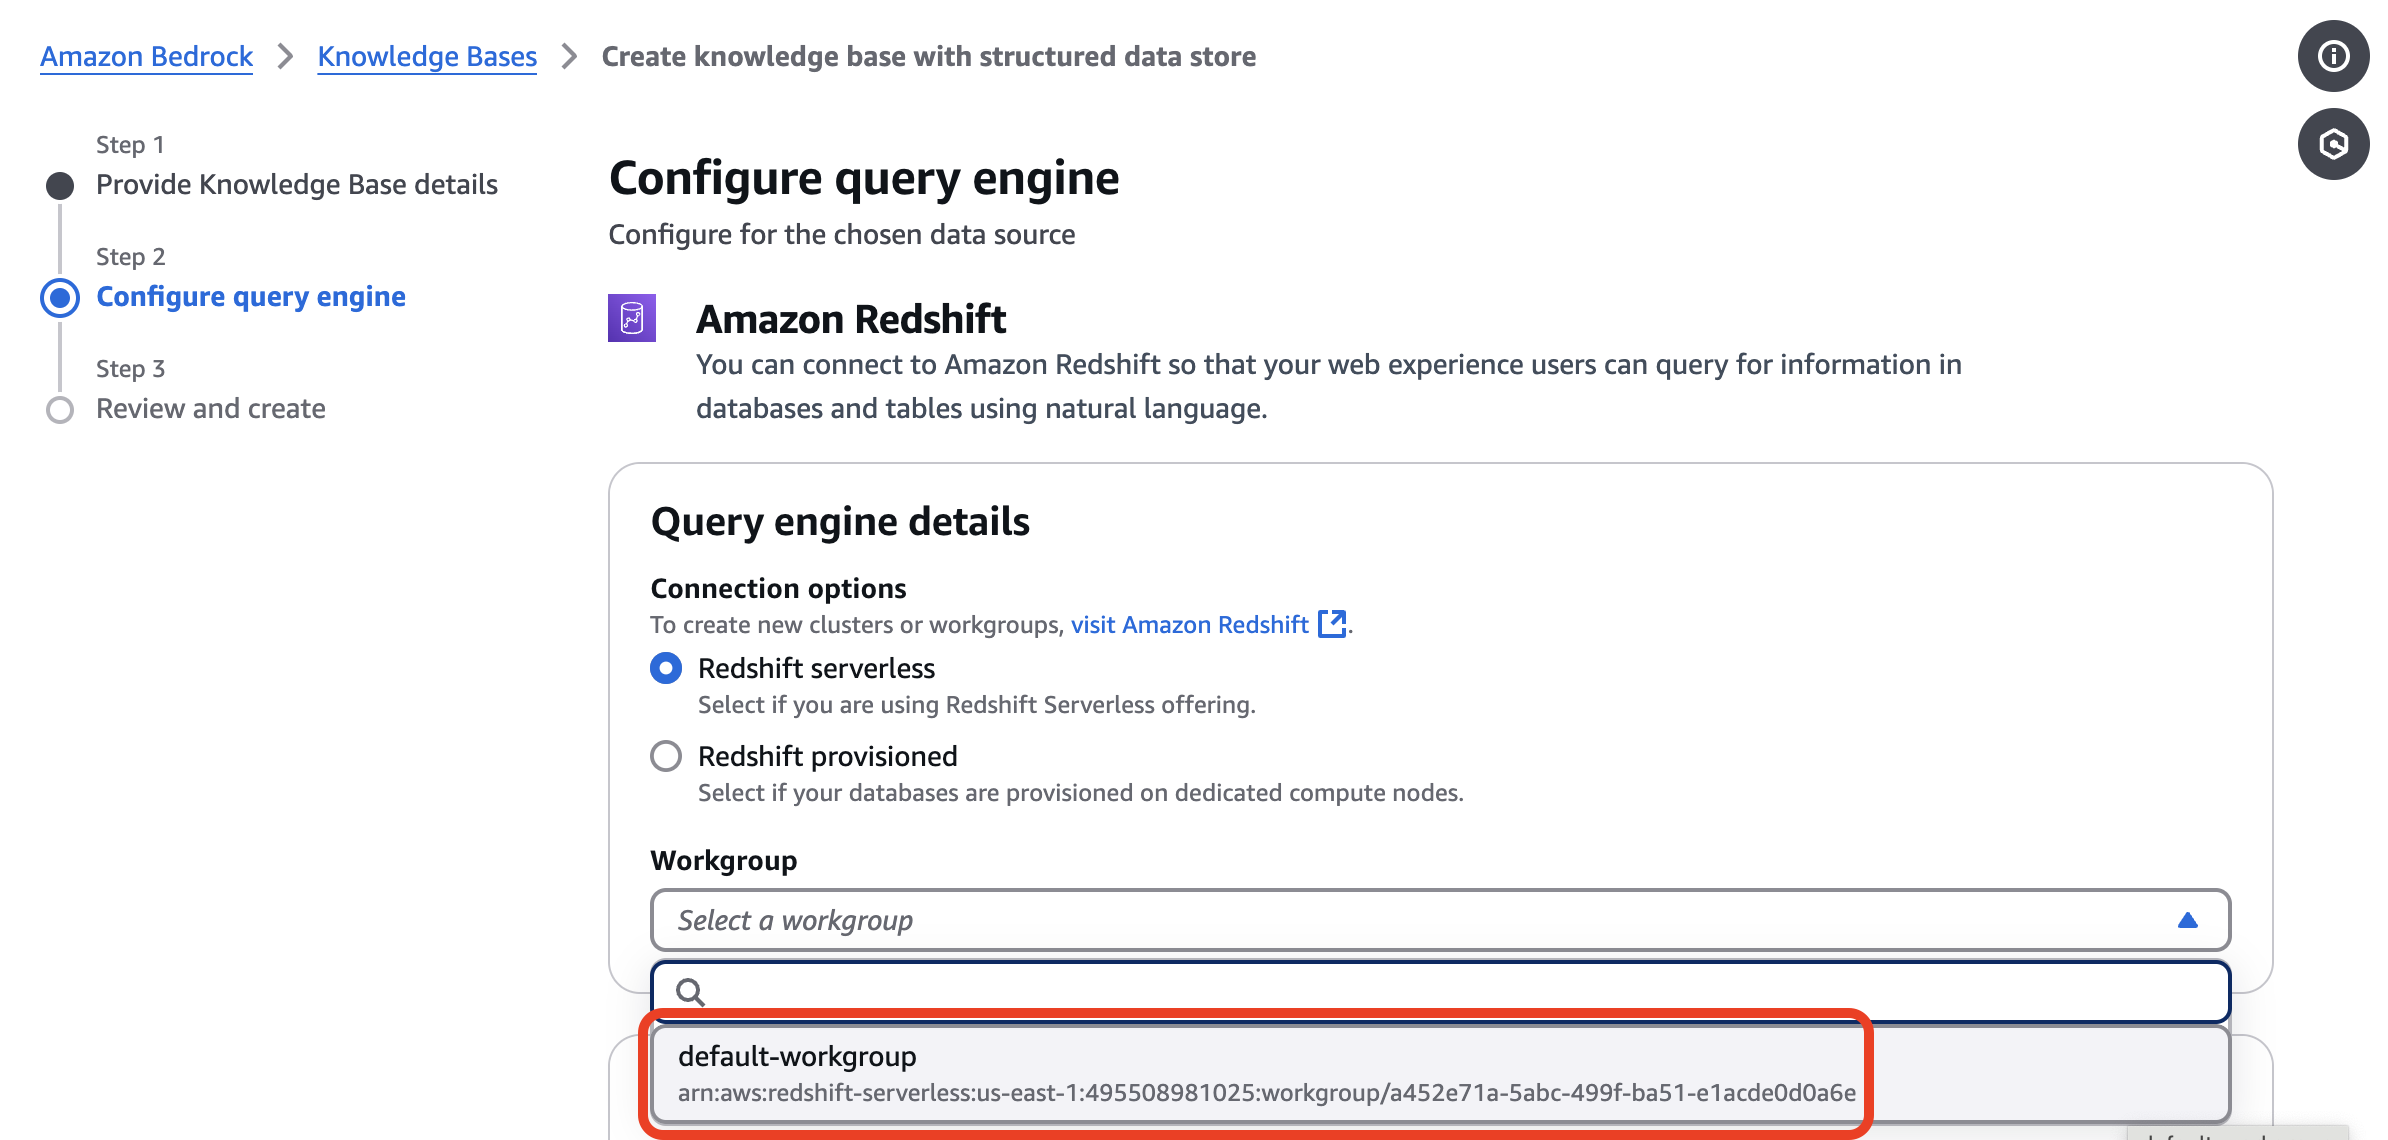 Amazon Bedrock
Knowledge Bases
Create knowledge base with structured data store
Step 1
Provide Knowledge Base details
Step 2
Configure query engine
Step 3
Review and create
Configure query engine
Configure for the chosen data source
Amazon Redshift
You can connect to Amazon Redshift so that your web experience users can query for information in
databases and tables using natural language.
Query engine details
Connection options
To create new clusters or workgroups, visit Amazon Redshift.
Redshift serverless
Select if you are using Redshift Serverless offering.
Redshift provisioned
Select if your databases are provisioned on dedicated compute nodes.
Workgroup
Select a workgroup
default-workgroup
arn:aws:redshift-serverless:us-east-1:495508981025:workgroup/a452e71a-5abc-499f-ba51-e1acde0d0a6e